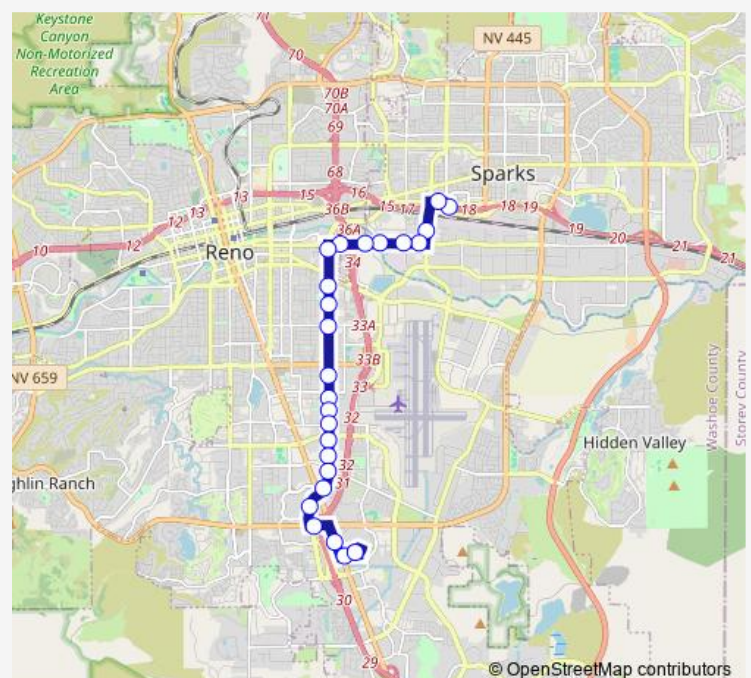 Keystone
Canyon
Non-Motorized
Recreation
Area
71
70
NV 445
70B
70A
69
68
Sparks
13
13
15
16
15
17
18
18
19
12
12
36B
19
10
36A
20
21
21
Reno
34
33A
33B
33
NV 659
32
Hidden Valley
Washoe County
Storey County
ghlin Ranch
32
31
30
29
© OpenStreetMap contributors